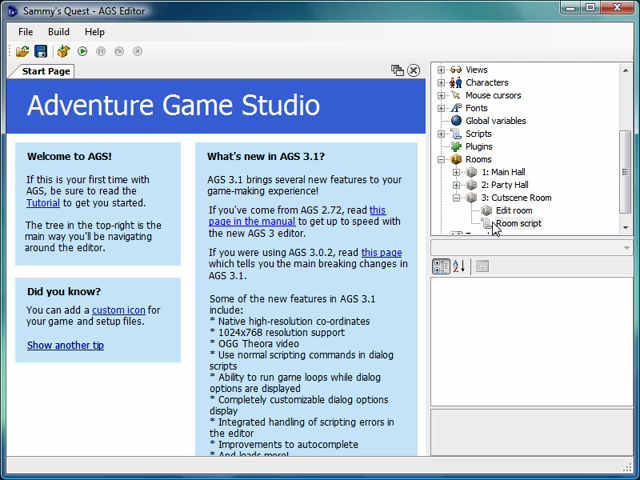 Sammy's Quest - AGS Editor
File Build Help
Start Page
Adventure Game Studio
Welcome to AGS!
If this is your first time with
AGS, be sure to read the
Tutorial to get you started.
The tree in the top-right is the
main way you'll be navigating
around the editor.
Did you know?
You can add a custom icon for
your game and setup files.
Show another tip
What's new in AGS 3.1?
AGS 3.1 brings several new features to your
game-making experience!
If you've come from AGS 2.72, read this
page in the manual to get up to speed with
the new AGS 3 editor.
If you were using AGS 3.0.2, read this page
which tells you the main breaking changes in
AGS 3.1.
Some of the new features in AGS 3.1
include:
* Native high-resolution co-ordinates
* 1024x768 resolution support
* OGG Theora video
* Use normal scripting commands in dialog
scripts
* Ability to run game loops while dialog
options are displayed
* Completely customizable dialog options
display
* Integrated handling of scripting errors in
the editor
* Improvements to autocomplete
* And loads more!
Views
Characters
Mouse cursors
Fonts
Global variables
Scripts
Plugins
Rooms
1: Main Hall
2: Party Hall
3: Cutscene Room
Edit room
Room script